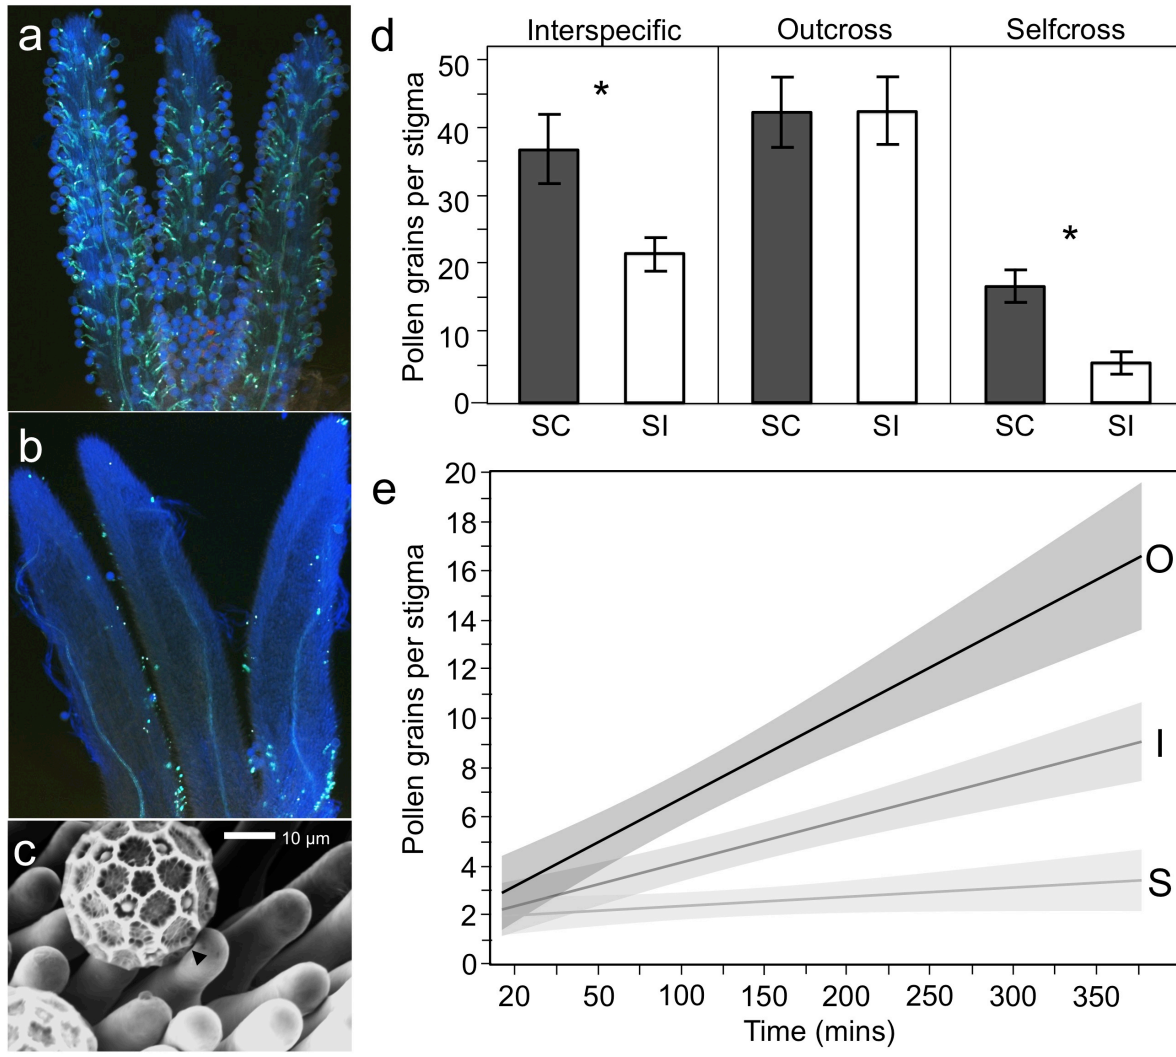 a
b
c
10 µm
d
Interspecific Outcross Selfcross
Pollen grains per stigma
50
40
30
20
10
0
* *
SC SI SC SI SC SI
e
Pollen grains per stigma
20
18
16
14
12
10
8
6
4
2
0
O
I
S
20 50 100 150 200 250 300 350
Time (mins)